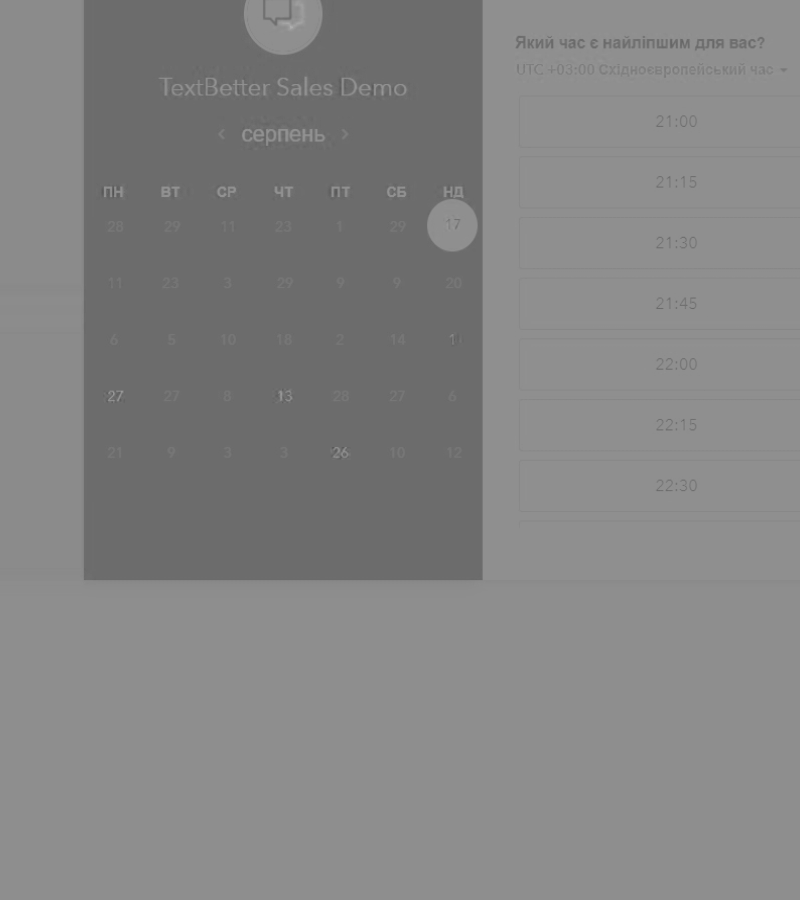 TextBetter Sales Demo
‹ серпень ›
ПН ВТ СР ЧТ ПТ СБ НД
28 29 11 23 1 29 17
11 23 3 29 9 9 20
6 5 10 18 2 14 11
27 27 8 13 28 27 6
21 9 3 3 26 10 12
Який час є найліпшим для вас?
UTC +03:00 Східноєвропейський час
21:00
21:15
21:30
21:45
22:00
22:15
22:30